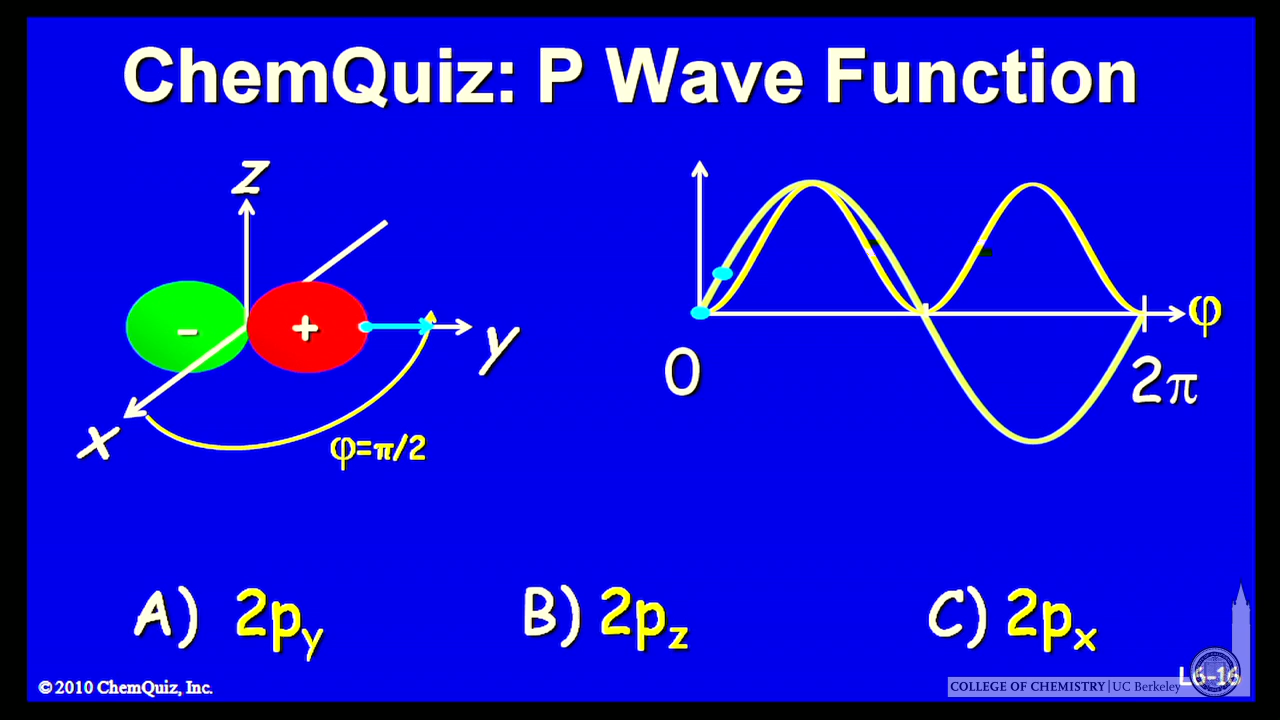 ChemQuiz: P Wave Function
z
- +
y
x
φ=π/2
φ
0
2π
A) 2py
B) 2pz
C) 2px
L6-16
© 2010 ChemQuiz, Inc.
COLLEGE OF CHEMISTRY | UC Berkeley